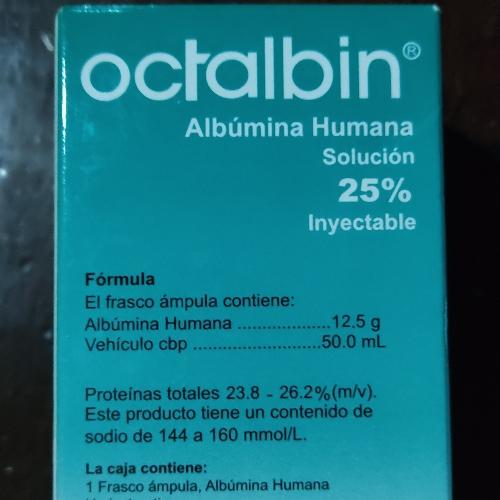 octalbin®
Albúmina Humana
Solución
25%
Inyectable
Fórmula
El frasco ámpula contiene:
Albúmina Humana ..................12.5 g
Vehículo cbp .........................50.0 mL
Proteínas totales 23.8 - 26.2%(m/v).
Este producto tiene un contenido de
sodio de 144 a 160 mmol/L.
La caja contiene:
1 Frasco ámpula, Albúmina Humana